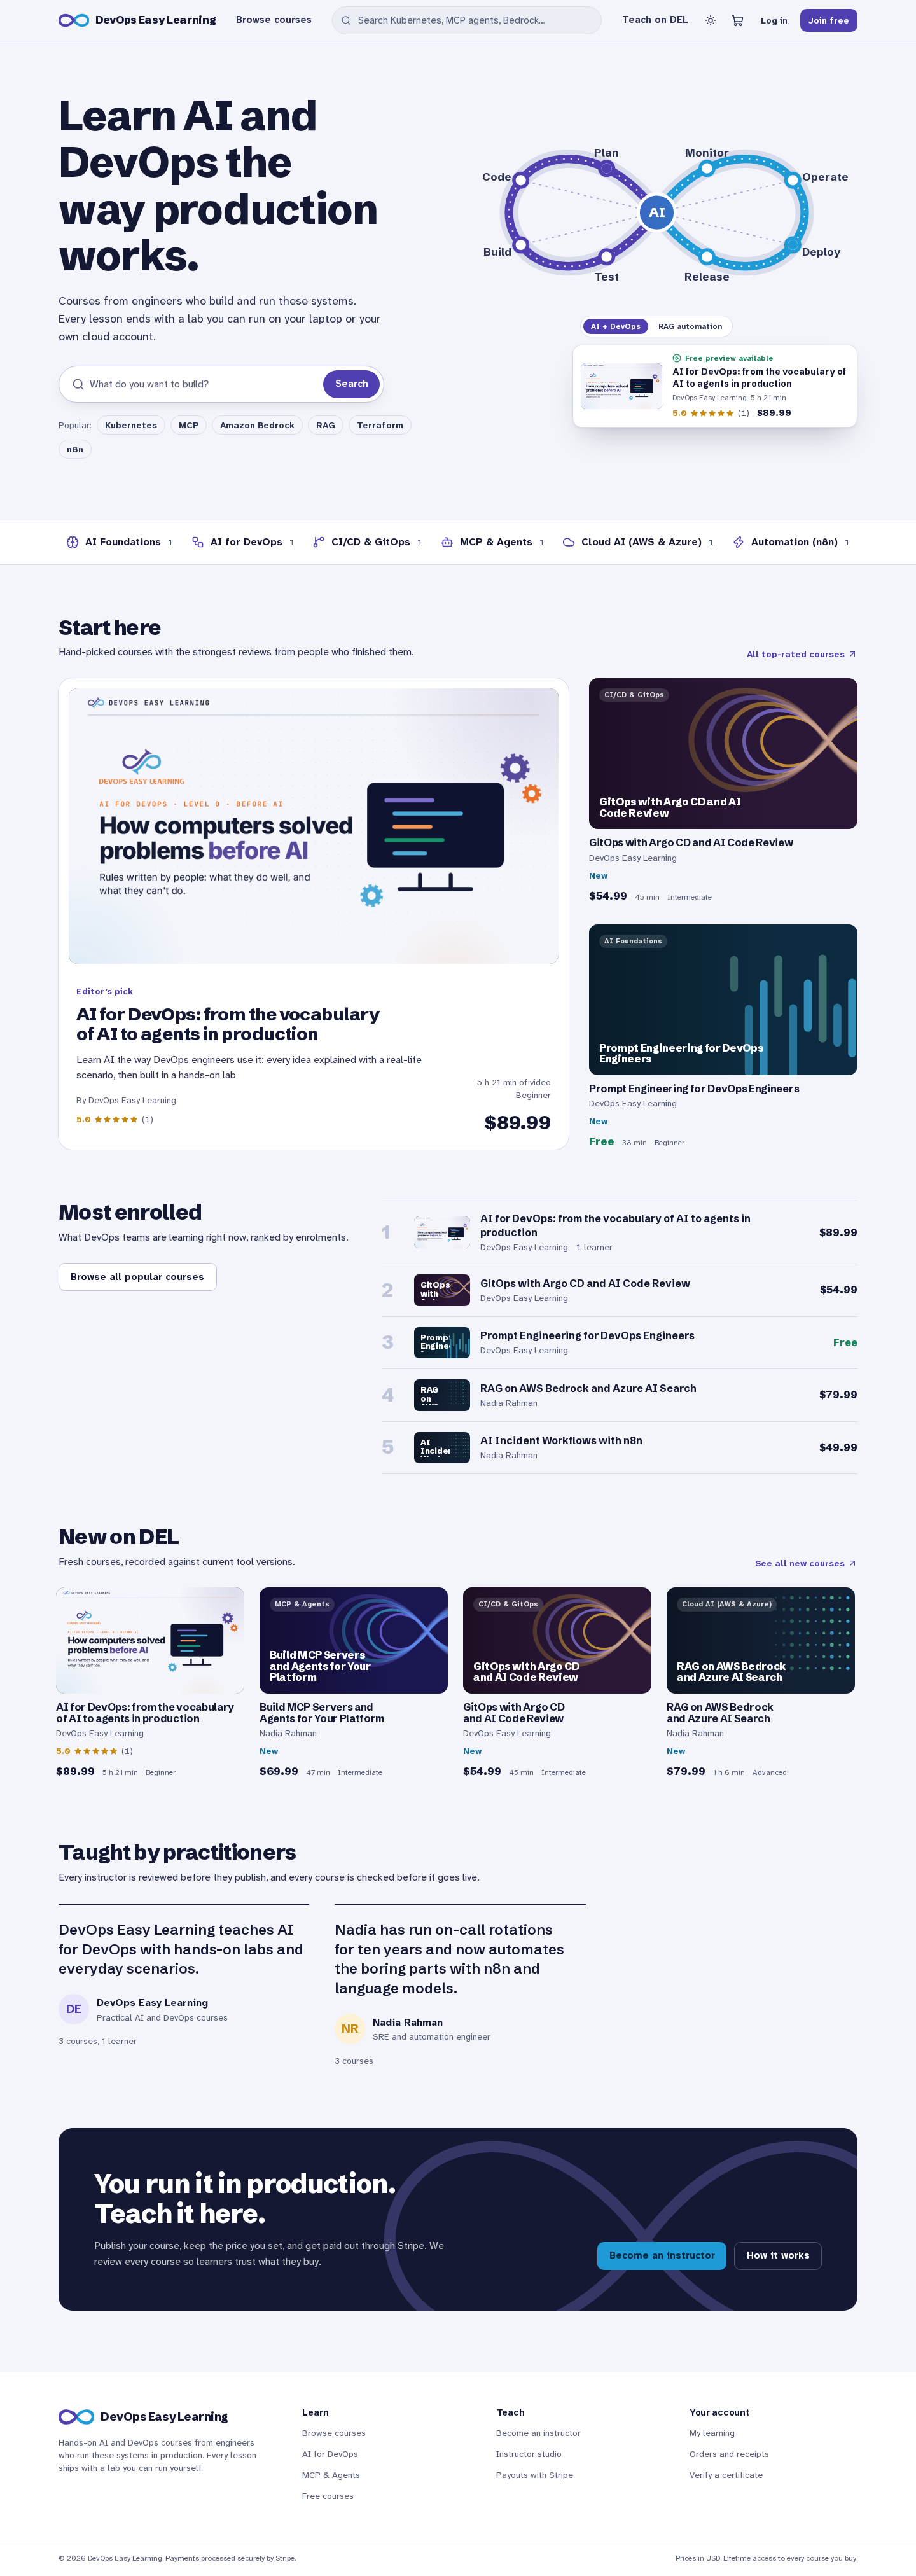 DevOps Easy Learning
Browse courses
Search Kubernetes, MCP agents, Bedrock...
Teach on DEL
Log in
Join free
Learn AI and
DevOps the
way production
works.
Courses from engineers who build and run these systems.
Every lesson ends with a lab you can run on your laptop or your
own cloud account.
What do you want to build?
Search
Popular:
Kubernetes
MCP
Amazon Bedrock
RAG
Terraform
n8n
Plan
Monitor
Code
Operate
AI
Build
Deploy
Test
Release
AI + DevOps
RAG automation
Free preview available
AI for DevOps: from the vocabulary of
AI to agents in production
DevOps Easy Learning, 5 h 21 min
5.0 ★★★★★ (1) $89.99
How computers solved
problems before AI
AI Foundations 1
AI for DevOps 1
CI/CD & GitOps 1
MCP & Agents 1
Cloud AI (AWS & Azure) 1
Automation (n8n) 1
Start here
Hand-picked courses with the strongest reviews from people who finished them.
All top-rated courses
DEVOPS EASY LEARNING
DEVOPS EASY LEARNING
AI FOR DEVOPS · LEVEL 0 · BEFORE AI
How computers solved
problems before AI
Rules written by people: what they do well, and
what they can't do.
Editor's pick
AI for DevOps: from the vocabulary
of AI to agents in production
Learn AI the way DevOps engineers use it: every idea explained with a real-life
scenario, then built in a hands-on lab
By DevOps Easy Learning
5.0 ★★★★★ (1)
5 h 21 min of video
Beginner
$89.99
CI/CD & GitOps
GitOps with Argo CD and AI
Code Review
GitOps with Argo CD and AI Code Review
DevOps Easy Learning
New
$54.99 45 min Intermediate
AI Foundations
Prompt Engineering for DevOps
Engineers
Prompt Engineering for DevOps Engineers
DevOps Easy Learning
New
Free 38 min Beginner
Most enrolled
What DevOps teams are learning right now, ranked by enrolments.
Browse all popular courses
1
AI for DevOps: from the vocabulary of AI to agents in
production
DevOps Easy Learning 1 learner
$89.99
2
GitOps
with
GitOps with Argo CD and AI Code Review
DevOps Easy Learning
$54.99
3
Prompt Engineering for DevOps Engineers
DevOps Easy Learning
Free
4
RAG
on
RAG on AWS Bedrock and Azure AI Search
Nadia Rahman
$79.99
5
AI
AI Incident Workflows with n8n
Nadia Rahman
$49.99
New on DEL
Fresh courses, recorded against current tool versions.
See all new courses
How computers solved
problems before AI
AI for DevOps: from the vocabulary
of AI to agents in production
DevOps Easy Learning
5.0 ★★★★★ (1)
$89.99 5 h 21 min Beginner
MCP & Agents
Build MCP Servers
and Agents for Your
Platform
Build MCP Servers and
Agents for Your Platform
Nadia Rahman
New
$69.99 47 min Intermediate
CI/CD & GitOps
GitOps with Argo CD
and AI Code Review
GitOps with Argo CD
and AI Code Review
DevOps Easy Learning
New
$54.99 45 min Intermediate
Cloud AI (AWS & Azure)
RAG on AWS Bedrock
and Azure AI Search
RAG on AWS Bedrock
and Azure AI Search
Nadia Rahman
New
$79.99 1 h 6 min Advanced
Taught by practitioners
Every instructor is reviewed before they publish, and every course is checked before it goes live.
DevOps Easy Learning teaches AI
for DevOps with hands-on labs and
everyday scenarios.
DE
DevOps Easy Learning
Practical AI and DevOps courses
3 courses, 1 learner
Nadia has run on-call rotations
for ten years and now automates
the boring parts with n8n and
language models.
NR
Nadia Rahman
SRE and automation engineer
3 courses
You run it in production.
Teach it here.
Publish your course, keep the price you set, and get paid out through Stripe. We
review every course so learners trust what they buy.
Become an instructor
How it works
DevOps Easy Learning
Hands-on AI and DevOps courses from engineers
who run these systems in production. Every lesson
ships with a lab you can run yourself.
Learn
Browse courses
AI for DevOps
MCP & Agents
Free courses
Teach
Become an instructor
Instructor studio
Payouts with Stripe
Your account
My learning
Orders and receipts
Verify a certificate
© 2026 DevOps Easy Learning. Payments processed securely by Stripe.
Prices in USD. Lifetime access to every course you buy.